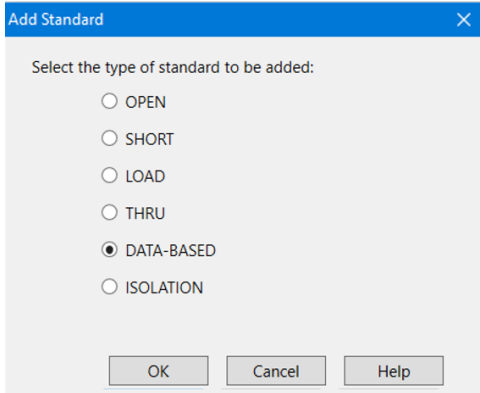 Add Standard
Select the type of standard to be added:
OPEN
SHORT
LOAD
THRU
DATA-BASED
ISOLATION
OK Cancel Help